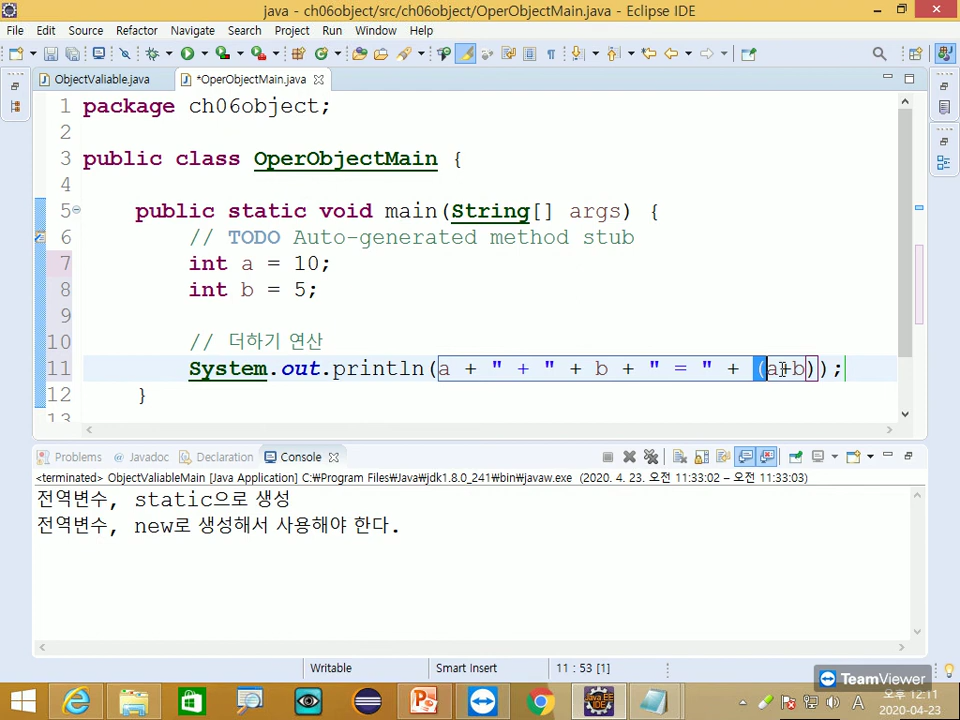 java - ch06object/src/ch06object/OperObjectMain.java - Eclipse IDE
File Edit Source Refactor Navigate Search Project Run Window Help
ObjectValiable.java *OperObjectMain.java
1 package ch06object;
2
3 public class OperObjectMain {
4
5 public static void main(String[] args) {
6 // TODO Auto-generated method stub
7 int a = 10;
8 int b = 5;
9
10 // 더하기 연산
11 System.out.println(a + " + " + b + " = " + (a+b));
12 }
13
Problems @ Javadoc Declaration Console
<terminated> ObjectValiableMain [Java Application] C:₩Program Files₩Java₩jdk1.8.0_241₩bin₩javaw.exe (2020. 4. 23. 오전 11:33:02 – 오전 11:33:03)
전역변수, static으로 생성
전역변수, new로 생성해서 사용해야 한다.
Writable Smart Insert 11 : 53 [1]
TeamViewer
A 오후 12:11
2020-04-23